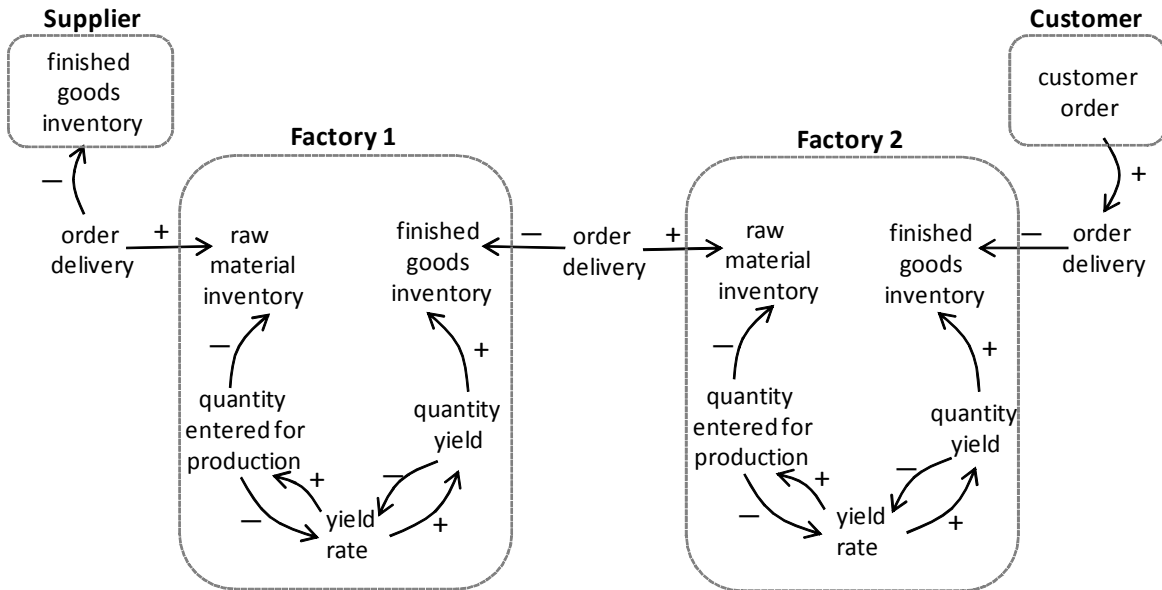 Supplier
finished
goods
inventory
—
order
delivery
+
Factory 1
raw
material
inventory
—
quantity
entered for
production
—
+
yield
rate
—
+
quantity
yield
+
finished
goods
inventory
—
order
delivery
+
Factory 2
raw
material
inventory
—
quantity
entered for
production
—
+
yield
rate
—
+
quantity
yield
+
finished
goods
inventory
—
order
delivery
+
Customer
customer
order